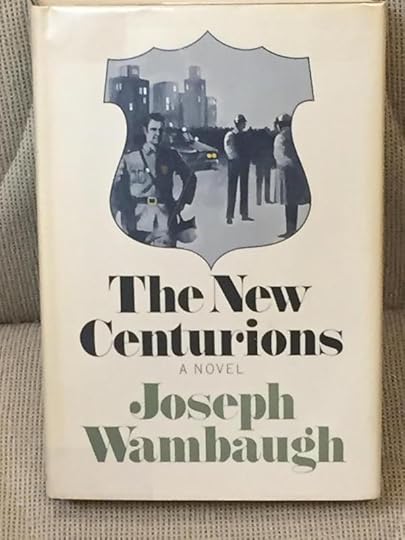 The New
Centurions
A NOVEL
Joseph
Wambaugh